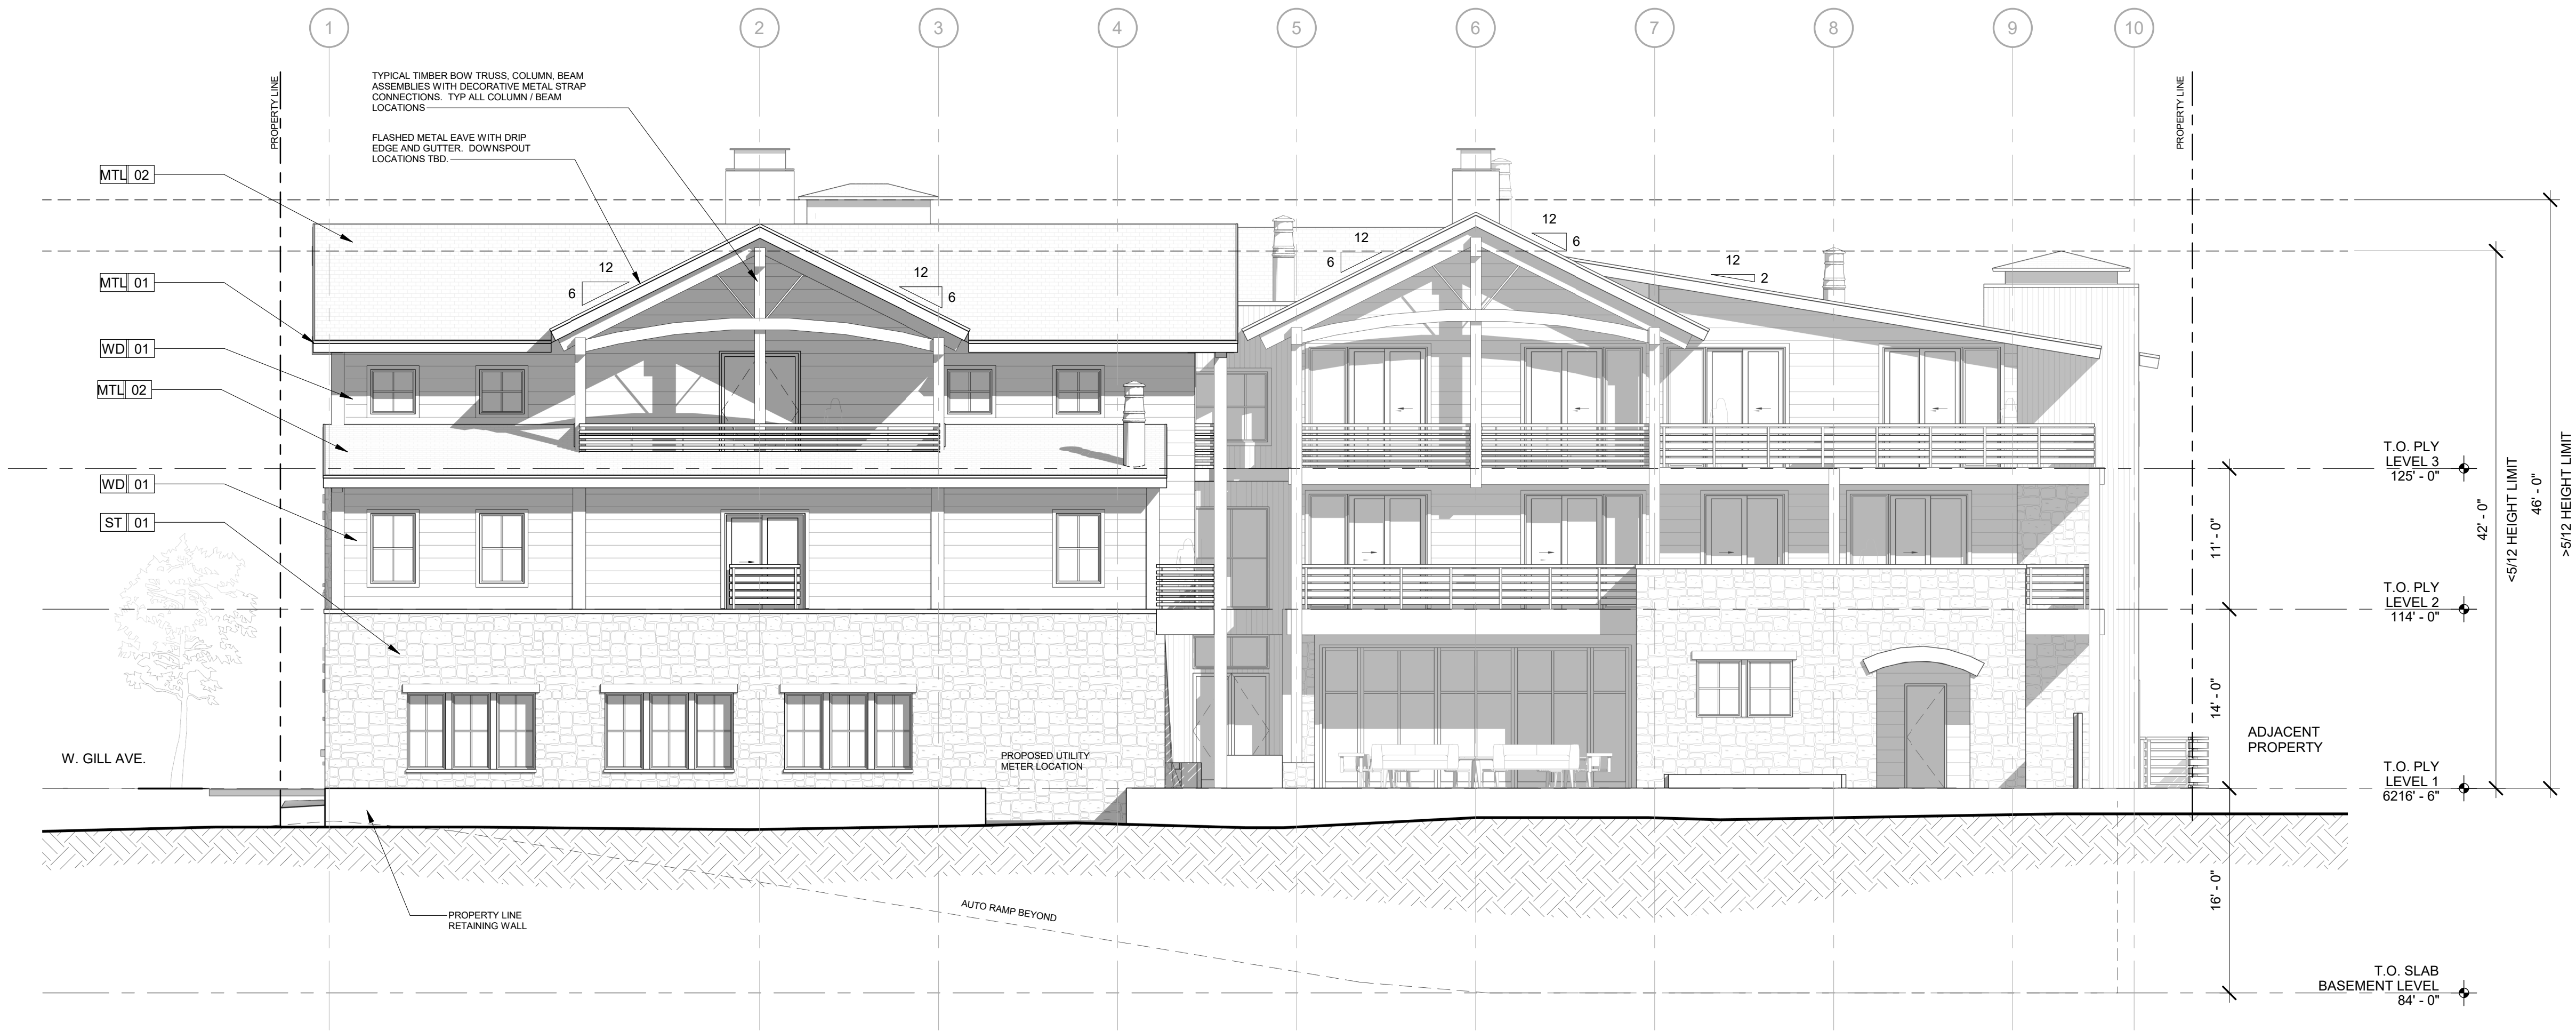 1
2
3
4
5
6
7
8
9
10
PROPERTY LINE
TYPICAL TIMBER BOW TRUSS, COLUMN, BEAM
ASSEMBLIES WITH DECORATIVE METAL STRAP
CONNECTIONS. TYP ALL COLUMN / BEAM
LOCATIONS
PROPERTY LINE
FLASHED METAL EAVE WITH DRIP
EDGE AND GUTTER. DOWNSPOUT
LOCATIONS TBD.
MTL 02
MTL 01
WD 01
MTL 02
WD 01
ST 01
12
6
12
6
12
6
12
6
12
2
T.O. PLY
LEVEL 3
125' - 0"
T.O. PLY
LEVEL 2
114' - 0"
T.O. PLY
LEVEL 1
6216' - 6"
T.O. SLAB
BASEMENT LEVEL
84' - 0"
11' - 0"
14' - 0"
16' - 0"
42' - 0"
<5/12 HEIGHT LIMIT
46' - 0"
>5/12 HEIGHT LIMIT
W. GILL AVE.
PROPOSED UTILITY
METER LOCATION
ADJACENT
PROPERTY
PROPERTY LINE
RETAINING WALL
AUTO RAMP BEYOND